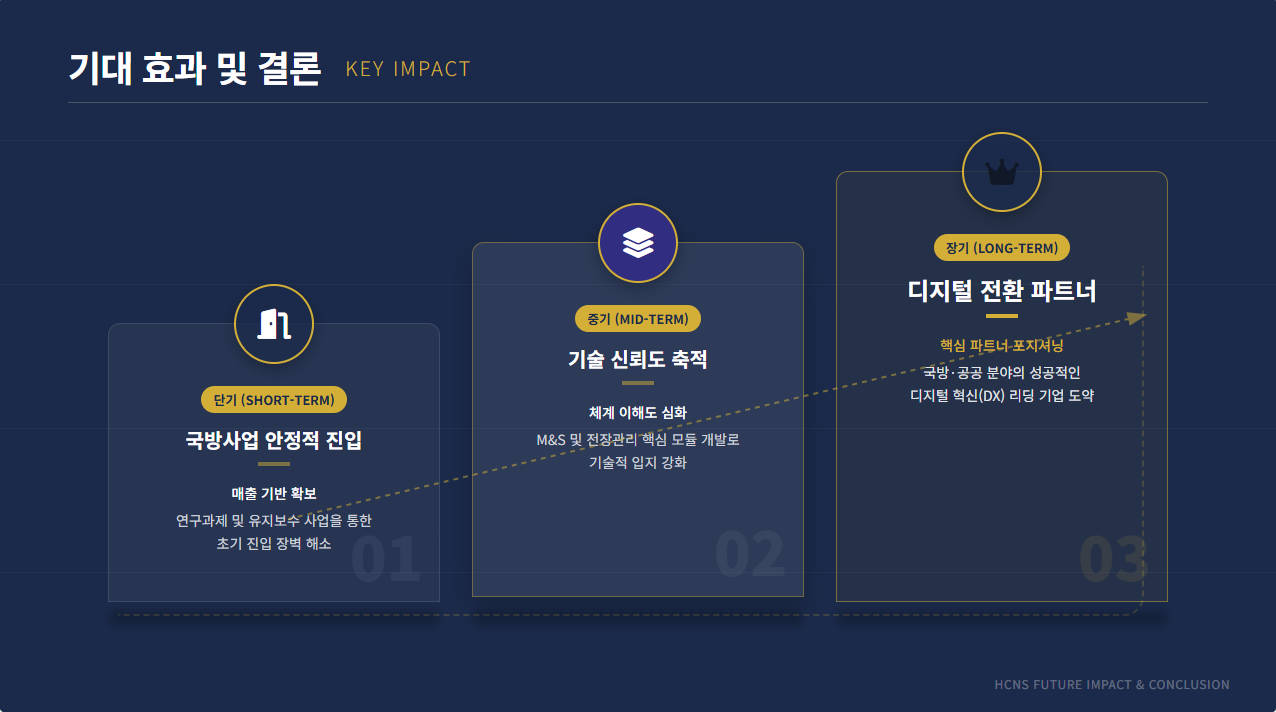 기대 효과 및 결론 KEY IMPACT
단기 (SHORT-TERM)
국방사업 안정적 진입
매출 기반 확보
연구과제 및 유지보수 사업을 통한
초기 진입 장벽 해소
01
중기 (MID-TERM)
기술 신뢰도 축적
체계 이해도 심화
M&S 및 전장관리 핵심 모듈 개발로
기술적 입지 강화
02
장기 (LONG-TERM)
디지털 전환 파트너
핵심 파트너 포지셔닝
국방·공공 분야의 성공적인
디지털 혁신(DX) 리딩 기업 도약
03
HCNS FUTURE IMPACT & CONCLUSION